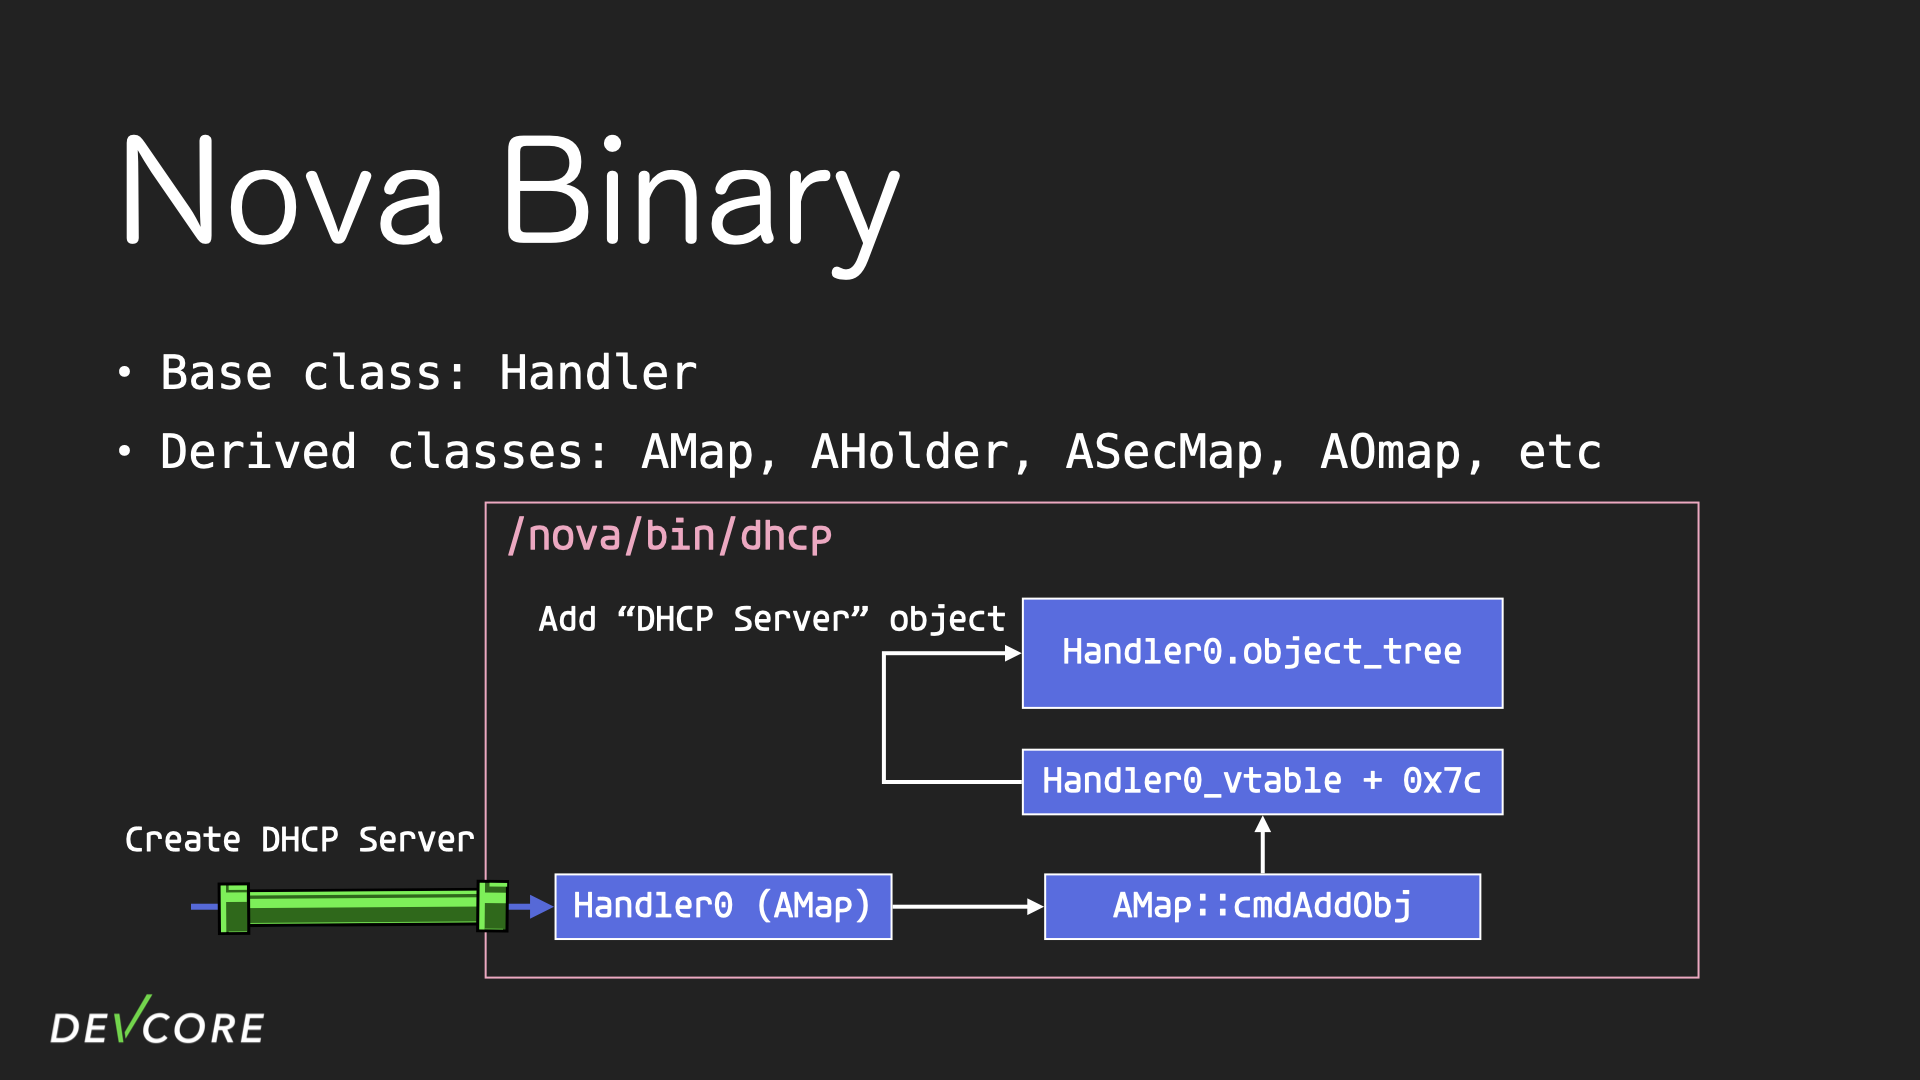 Nova Binary
• Base class: Handler
• Derived classes: AMap, AHolder, ASecMap, AOmap, etc
/nova/bin/dhcp
Add “DHCP Server” object
Handler0.object_tree
Handler0_vtable + 0x7c
Create DHCP Server
Handler0 (AMap)
AMap::cmdAddObj
DEVCORE